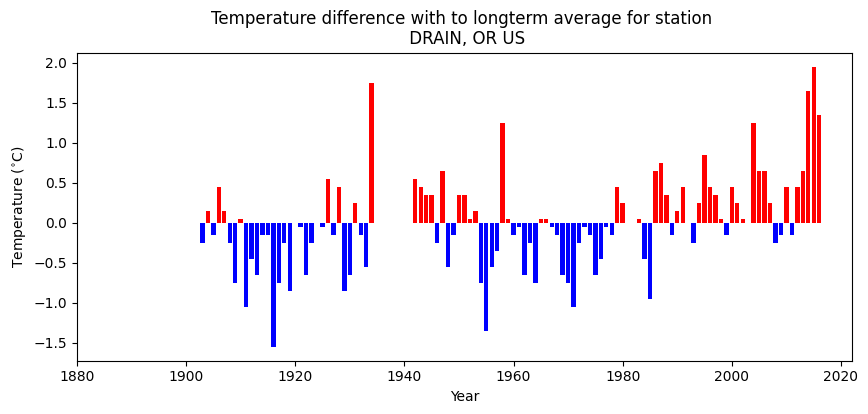 Temperature difference with to longterm average for station
DRAIN, OR US
2.0
1.5
1.0
0.5
0.0
−0.5
−1.0
−1.5
Temperature (°C)
1880 1900 1920 1940 1960 1980 2000 2020
Year